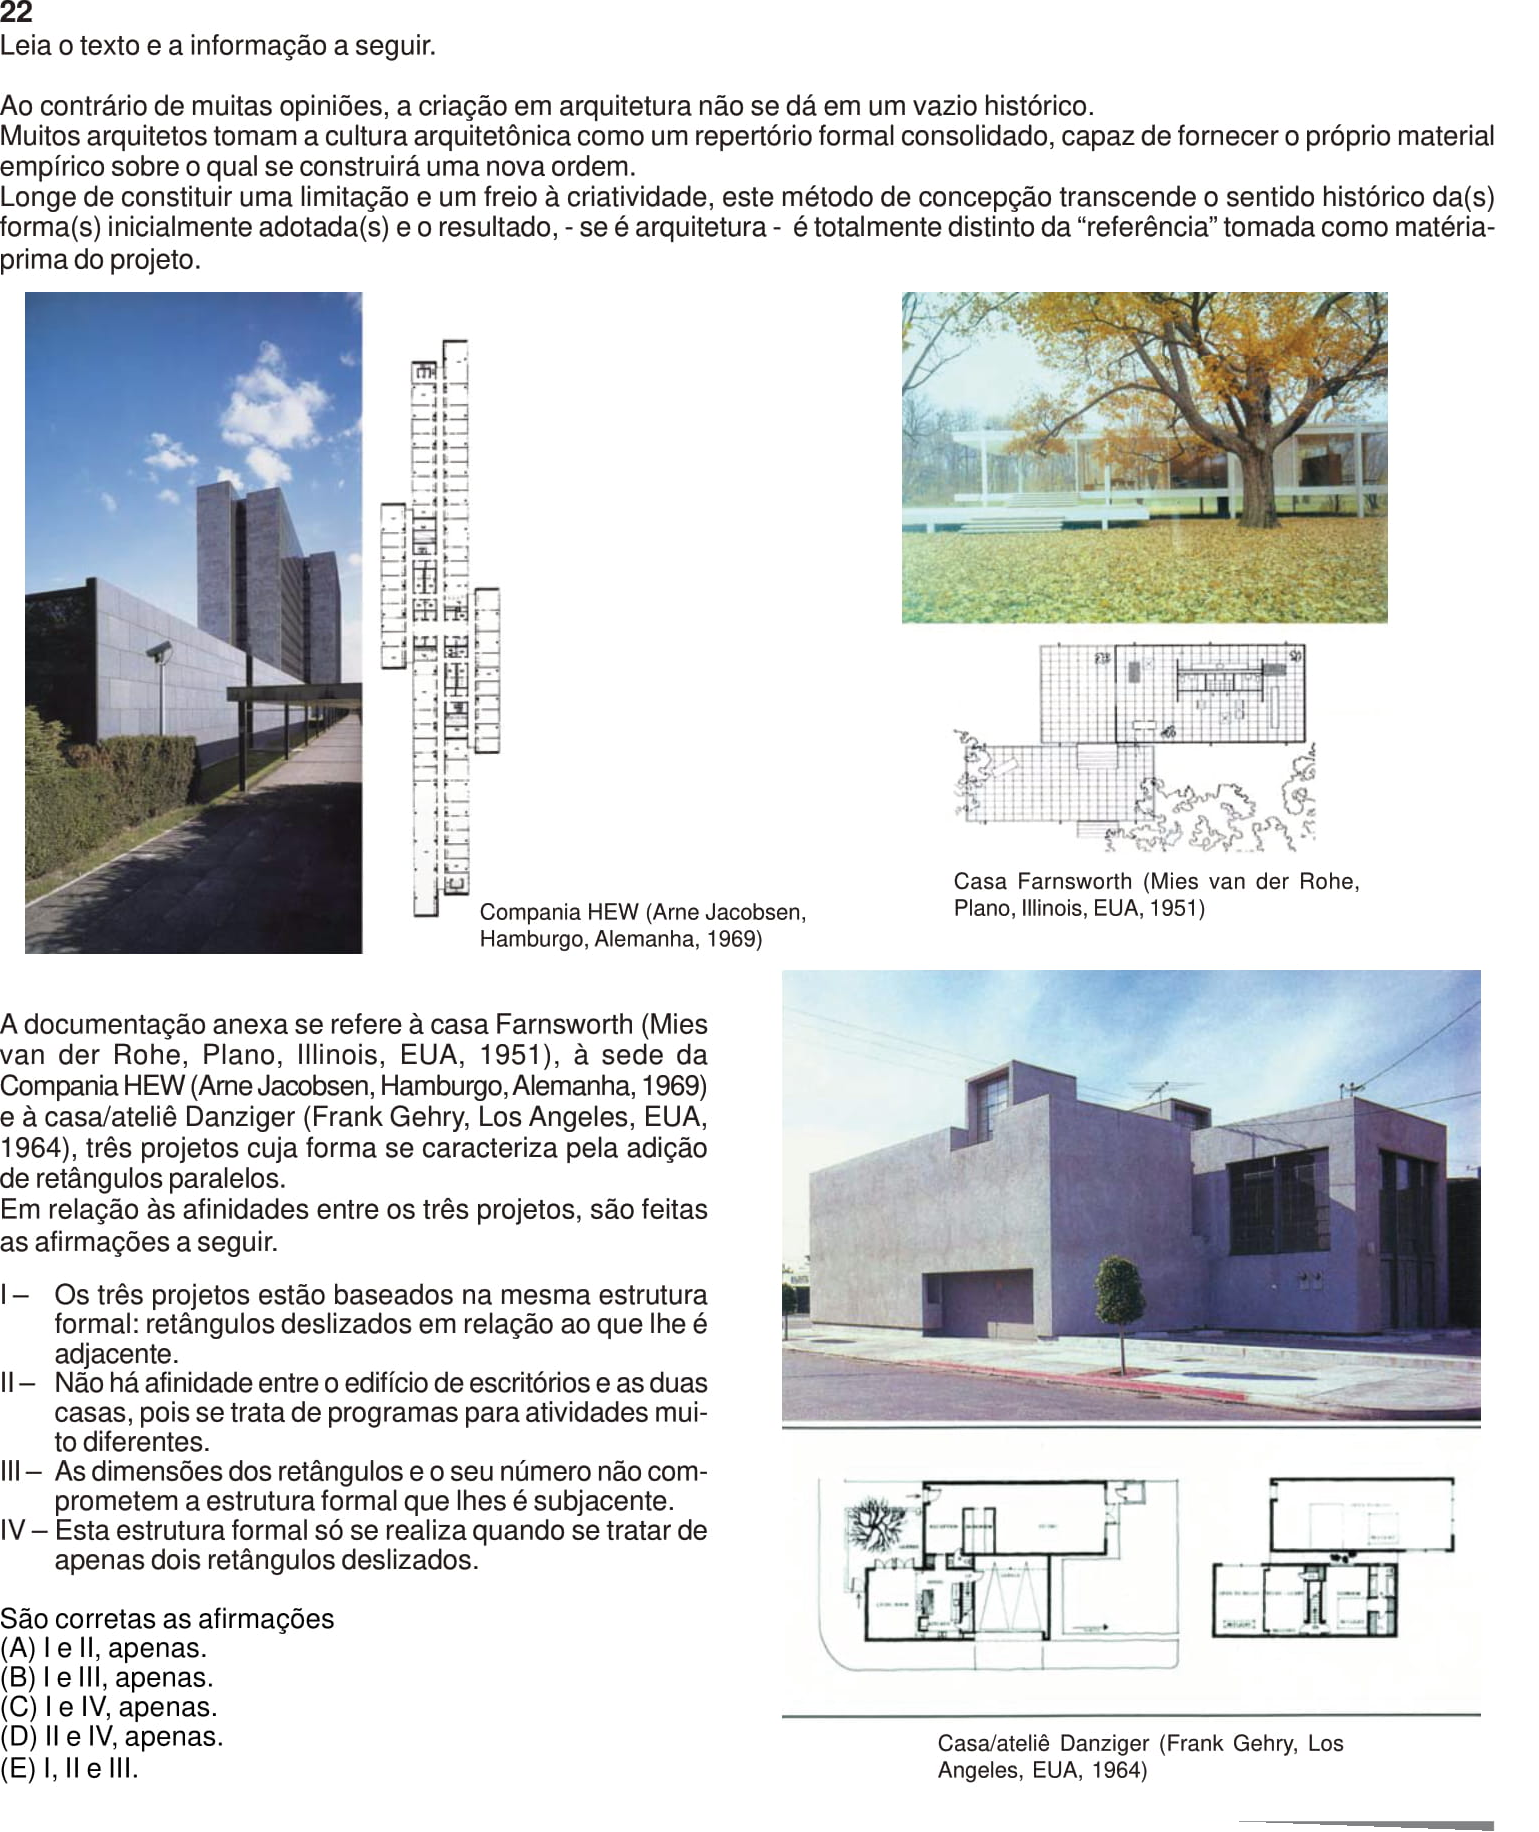 22
Leia o texto e a informação a seguir.
Ao contrário de muitas opiniões, a criação em arquitetura não se dá em um vazio histórico.
Muitos arquitetos tomam a cultura arquitetônica como um repertório formal consolidado, capaz de fornecer o próprio material
empírico sobre o qual se construirá uma nova ordem.
Longe de constituir uma limitação e um freio à criatividade, este método de concepção transcende o sentido histórico da(s)
forma(s) inicialmente adotada(s) e o resultado, - se é arquitetura - é totalmente distinto da “referência” tomada como matéria-
prima do projeto.
Compania HEW (Arne Jacobsen,
Hamburgo, Alemanha, 1969)
Casa Farnsworth (Mies van der Rohe,
Plano, Illinois, EUA, 1951)
A documentação anexa se refere à casa Farnsworth (Mies
van der Rohe, Plano, Illinois, EUA, 1951), à sede da
Compania HEW (Arne Jacobsen, Hamburgo, Alemanha, 1969)
e à casa/ateliê Danziger (Frank Gehry, Los Angeles, EUA,
1964), três projetos cuja forma se caracteriza pela adição
de retângulos paralelos.
Em relação às afinidades entre os três projetos, são feitas
as afirmações a seguir.
I – Os três projetos estão baseados na mesma estrutura
formal: retângulos deslizados em relação ao que lhe é
adjacente.
II – Não há afinidade entre o edifício de escritórios e as duas
casas, pois se trata de programas para atividades mui-
to diferentes.
III – As dimensões dos retângulos e o seu número não com-
prometem a estrutura formal que lhes é subjacente.
IV – Esta estrutura formal só se realiza quando se tratar de
apenas dois retângulos deslizados.
São corretas as afirmações
(A) I e II, apenas.
(B) I e III, apenas.
(C) I e IV, apenas.
(D) II e IV, apenas.
(E) I, II e III.
Casa/ateliê Danziger (Frank Gehry, Los
Angeles, EUA, 1964)